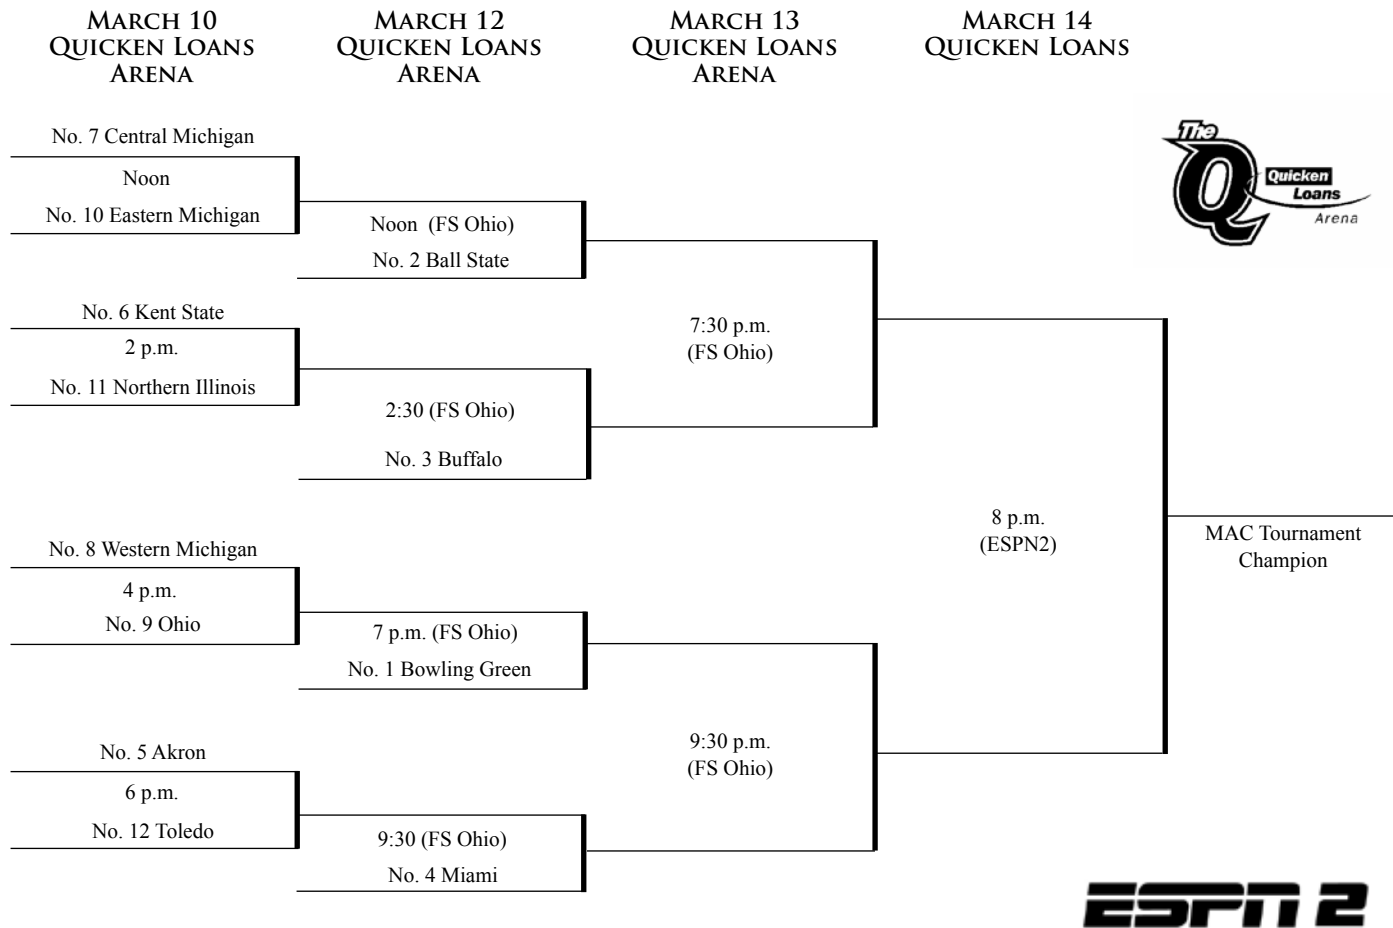 MARCH 10
QUICKEN LOANS
ARENA
MARCH 12
QUICKEN LOANS
ARENA
MARCH 13
QUICKEN LOANS
ARENA
MARCH 14
QUICKEN LOANS
The
Q
Quicken
Loans
Arena
No. 7 Central Michigan
Noon
No. 10 Eastern Michigan
No. 6 Kent State
2 p.m.
No. 11 Northern Illinois
No. 8 Western Michigan
4 p.m.
No. 9 Ohio
No. 5 Akron
6 p.m.
No. 12 Toledo
Noon (FS Ohio)
No. 2 Ball State
2:30 (FS Ohio)
No. 3 Buffalo
7 p.m. (FS Ohio)
No. 1 Bowling Green
9:30 (FS Ohio)
No. 4 Miami
7:30 p.m.
(FS Ohio)
9:30 p.m.
(FS Ohio)
8 p.m.
(ESPN2)
MAC Tournament
Champion
ESPN 2